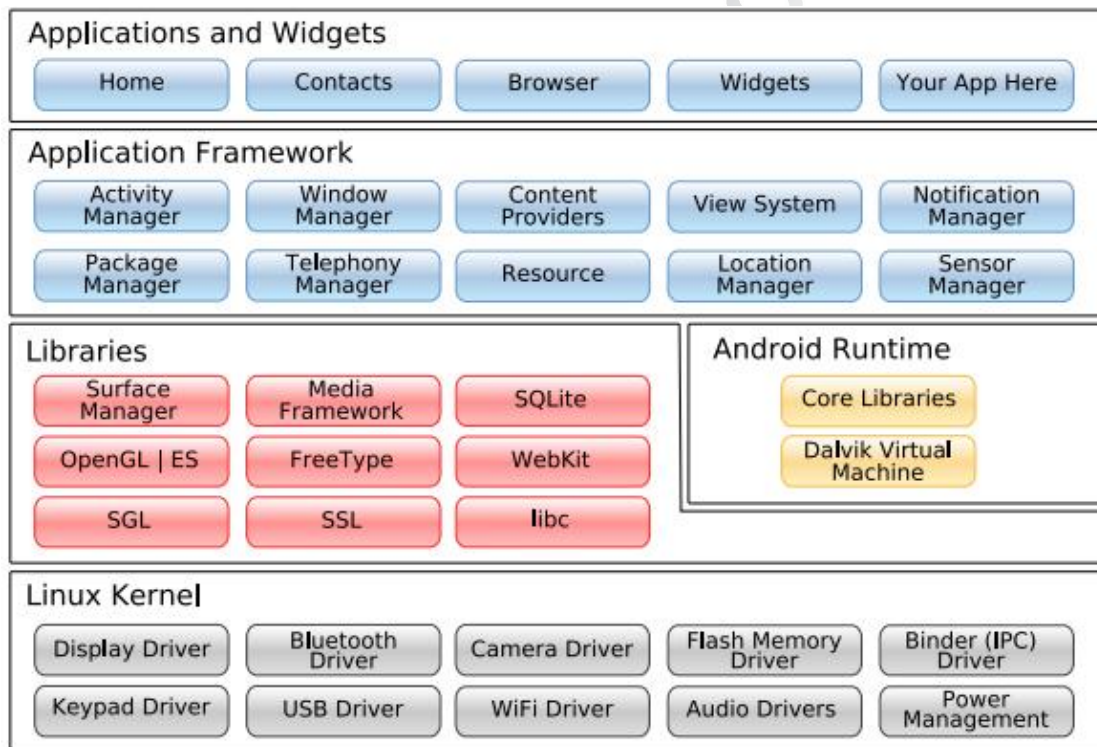 Applications and Widgets
Home
Contacts
Browser
Widgets
Your App Here
Application Framework
Activity
Manager
Window
Manager
Content
Providers
View System
Notification
Manager
Package
Manager
Telephony
Manager
Resource
Location
Manager
Sensor
Manager
Libraries
Surface
Manager
Media
Framework
SQLite
OpenGL | ES
FreeType
WebKit
SGL
SSL
libc
Android Runtime
Core Libraries
Dalvik Virtual
Machine
Linux Kernel
Display Driver
Bluetooth
Driver
Camera Driver
Flash Memory
Driver
Binder (IPC)
Driver
Keypad Driver
USB Driver
WiFi Driver
Audio Drivers
Power
Management